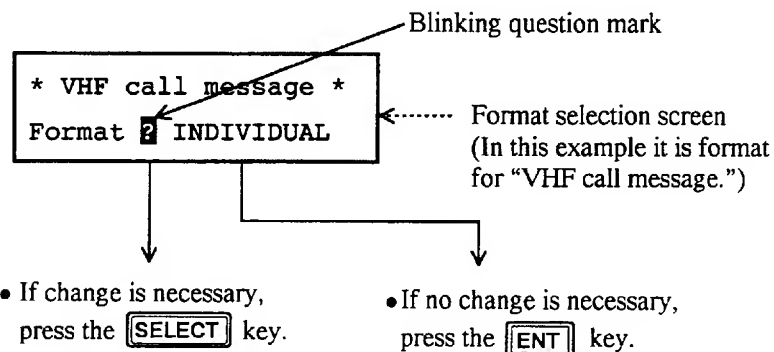 Blinking question mark
* VHF call message *
Format ? INDIVIDUAL
Format selection screen
(In this example it is format
for “VHF call message.”)
• If change is necessary,
press the SELECT key.
• If no change is necessary,
press the ENT key.